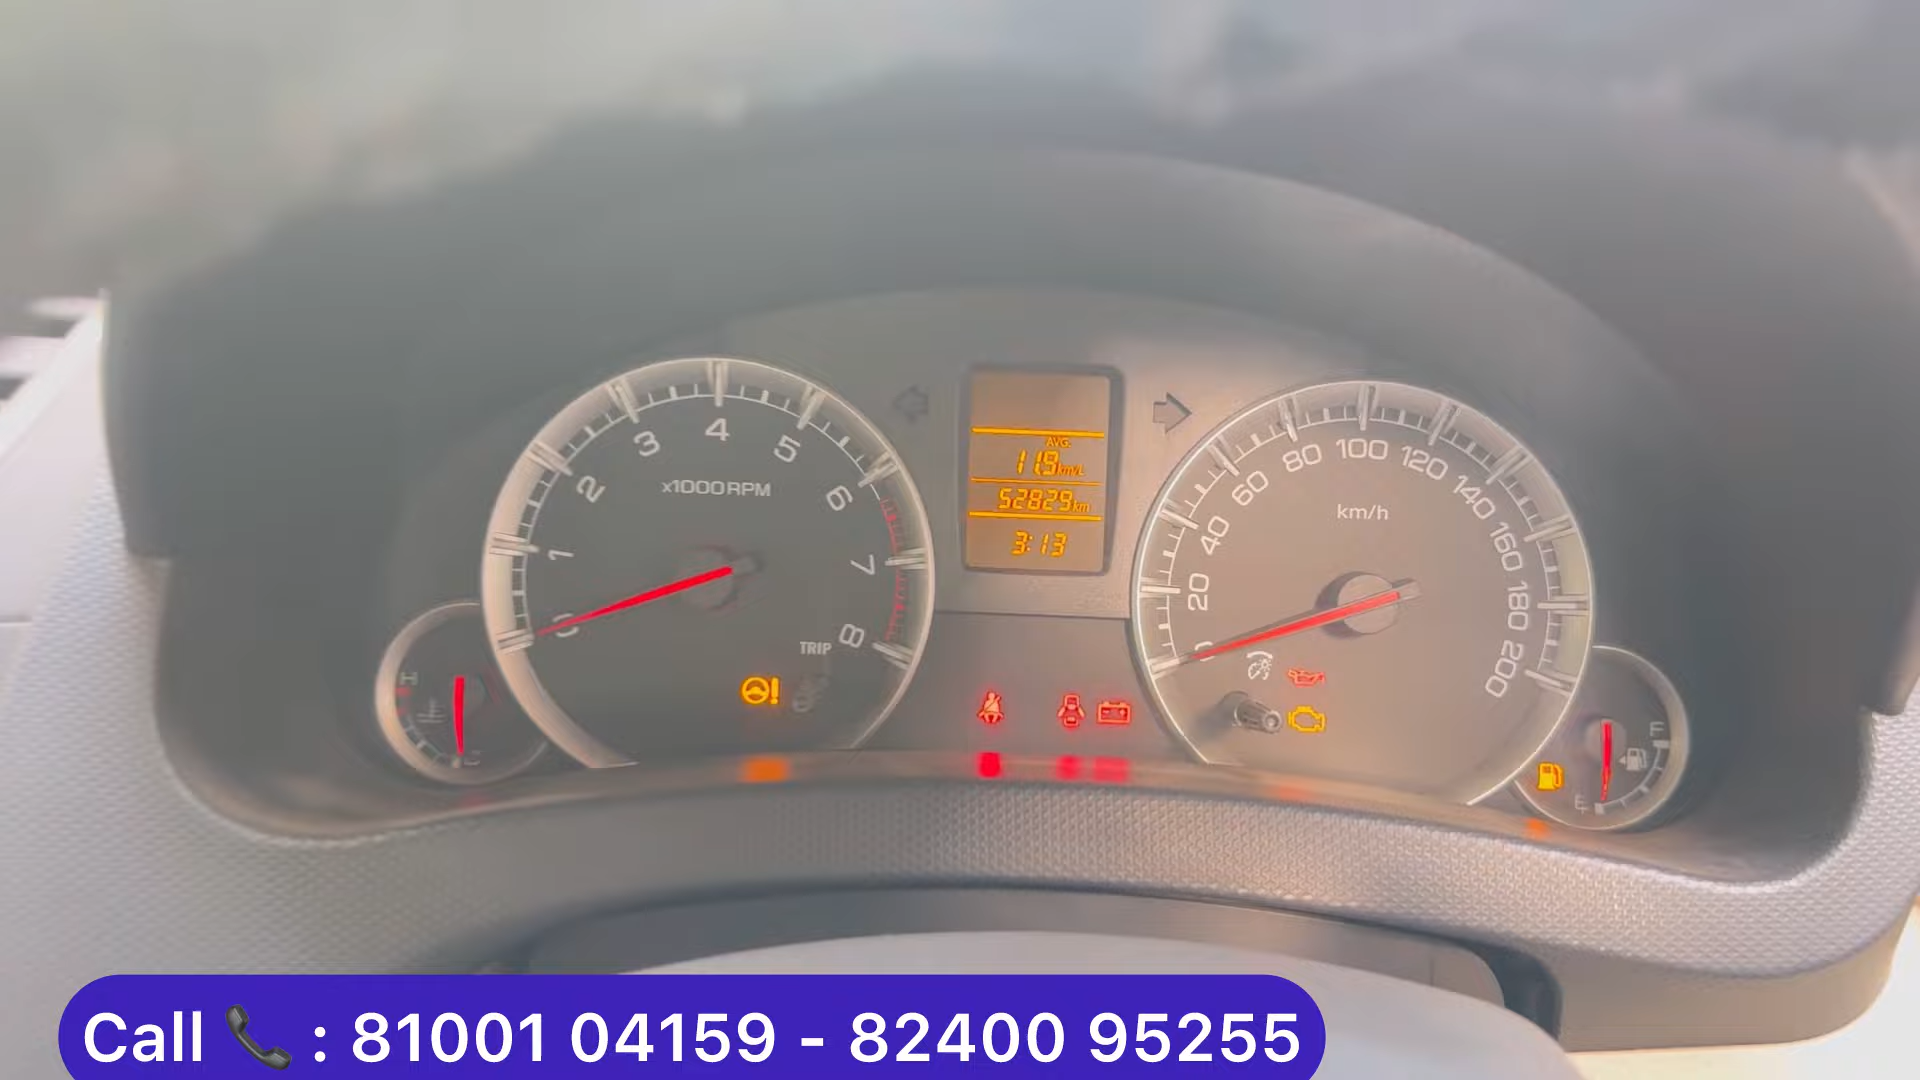 4
3
5
2
x1000RPM
6
1
7
0
8
TRIP
H
C
AVG.
11.9km/L
52829km
3:13
100
80
120
60
km/h
140
40
160
20
180
0
200
F
E
Call 📞 : 81001 04159 - 82400 95255